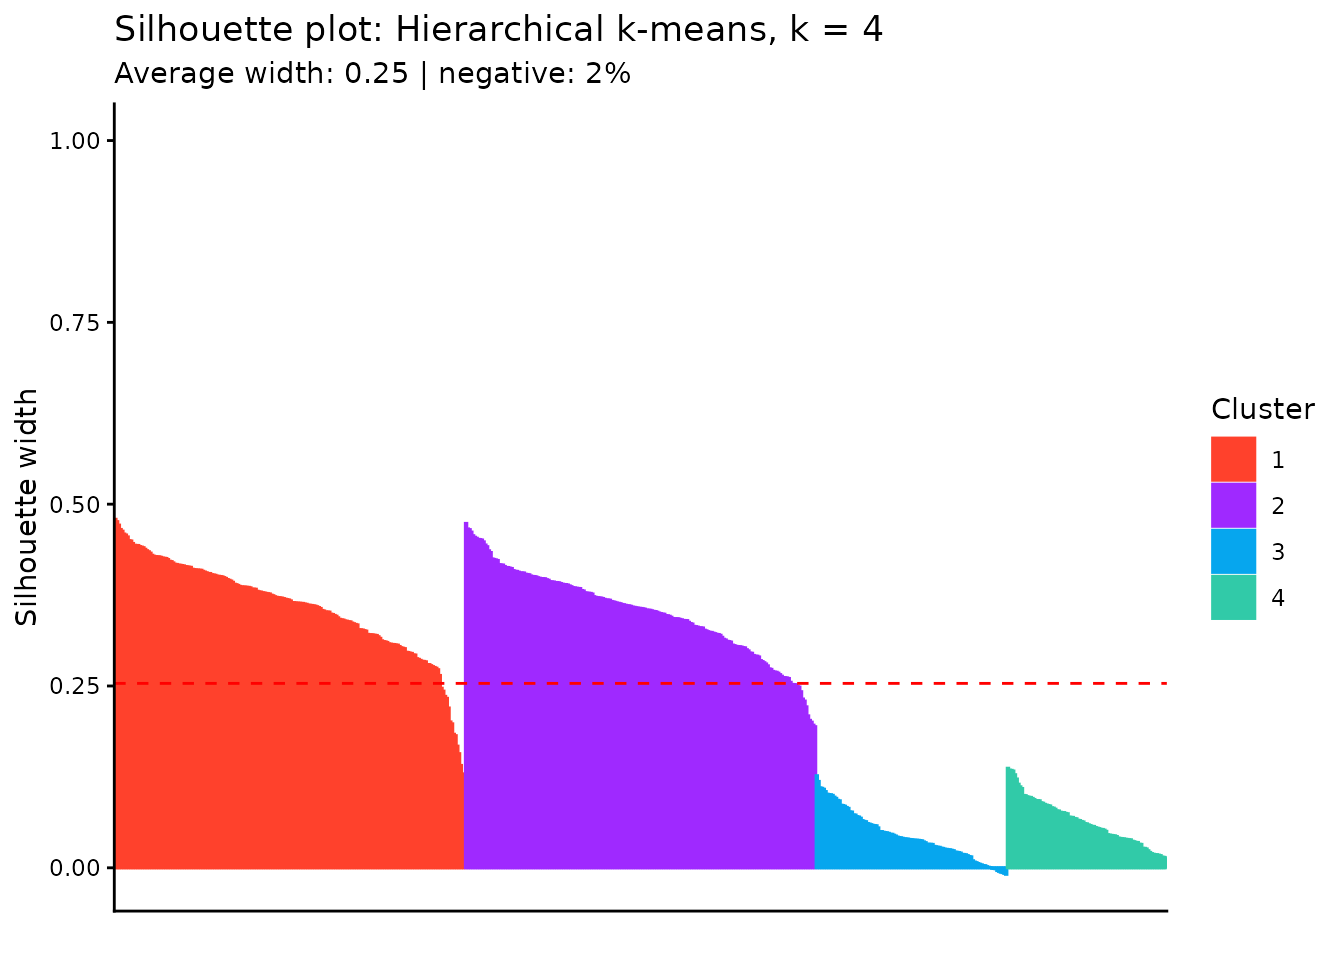 Silhouette plot: Hierarchical k-means, k = 4
Average width: 0.25 | negative: 2%
1.00
0.75
0.50
0.25
0.00
Silhouette width
Cluster
1
2
3
4